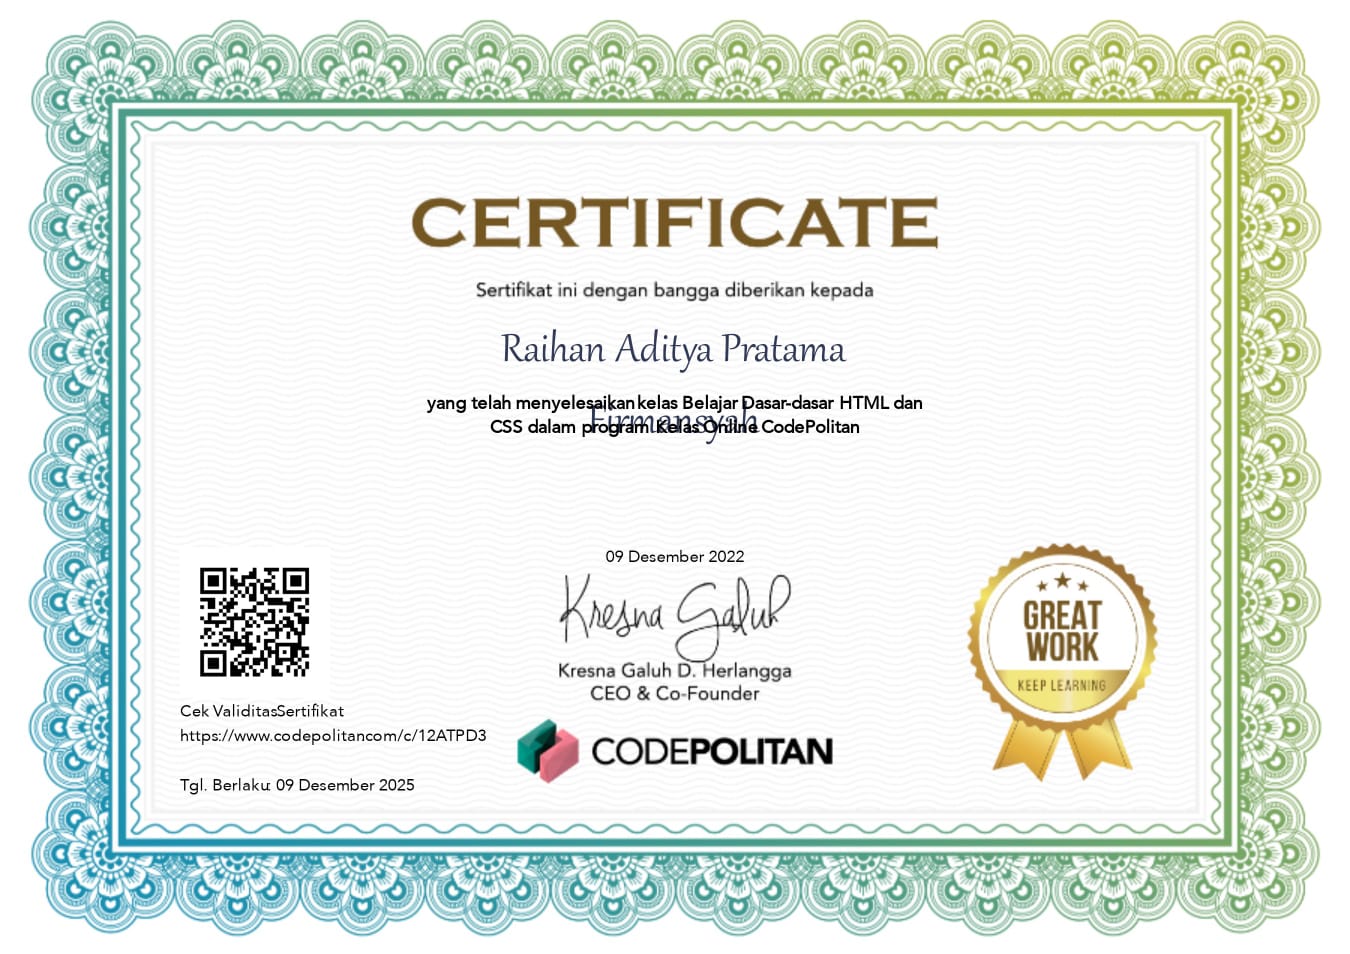 CERTIFICATE
Sertifikat ini dengan bangga diberikan kepada
Raihan Aditya Pratama
Firmansyah
yang telah menyelesaikan kelas Belajar Dasar-dasar HTML dan
CSS dalam program Kelas Online CodePolitan
09 Desember 2022
Kresna Galuh
Kresna Galuh D. Herlangga
CEO & Co-Founder
CODEPOLITAN
Cek ValiditasSertifikat
https://www.codepolitancom/c/12ATPD3
Tgl. Berlaku: 09 Desember 2025
GREAT
WORK
KEEP LEARNING